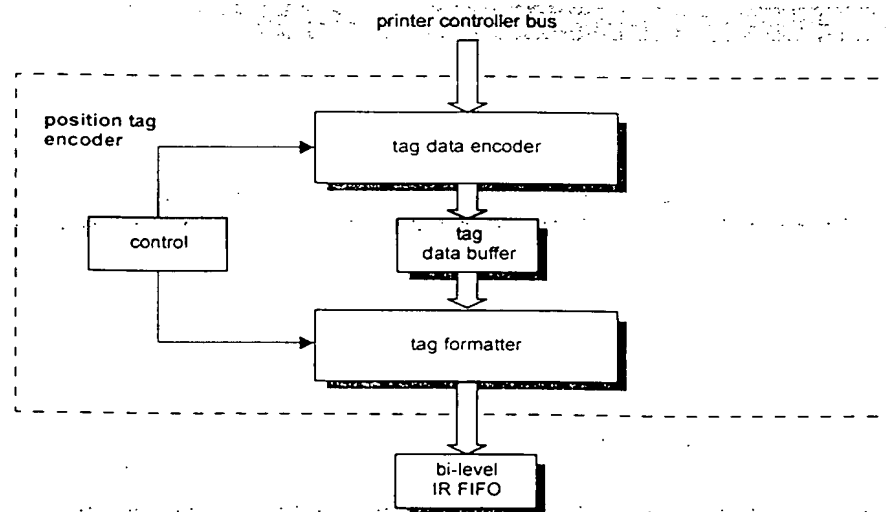 printer controller bus
position tag
encoder
tag data encoder
control
tag
data buffer
tag formatter
bi-level
IR FIFO